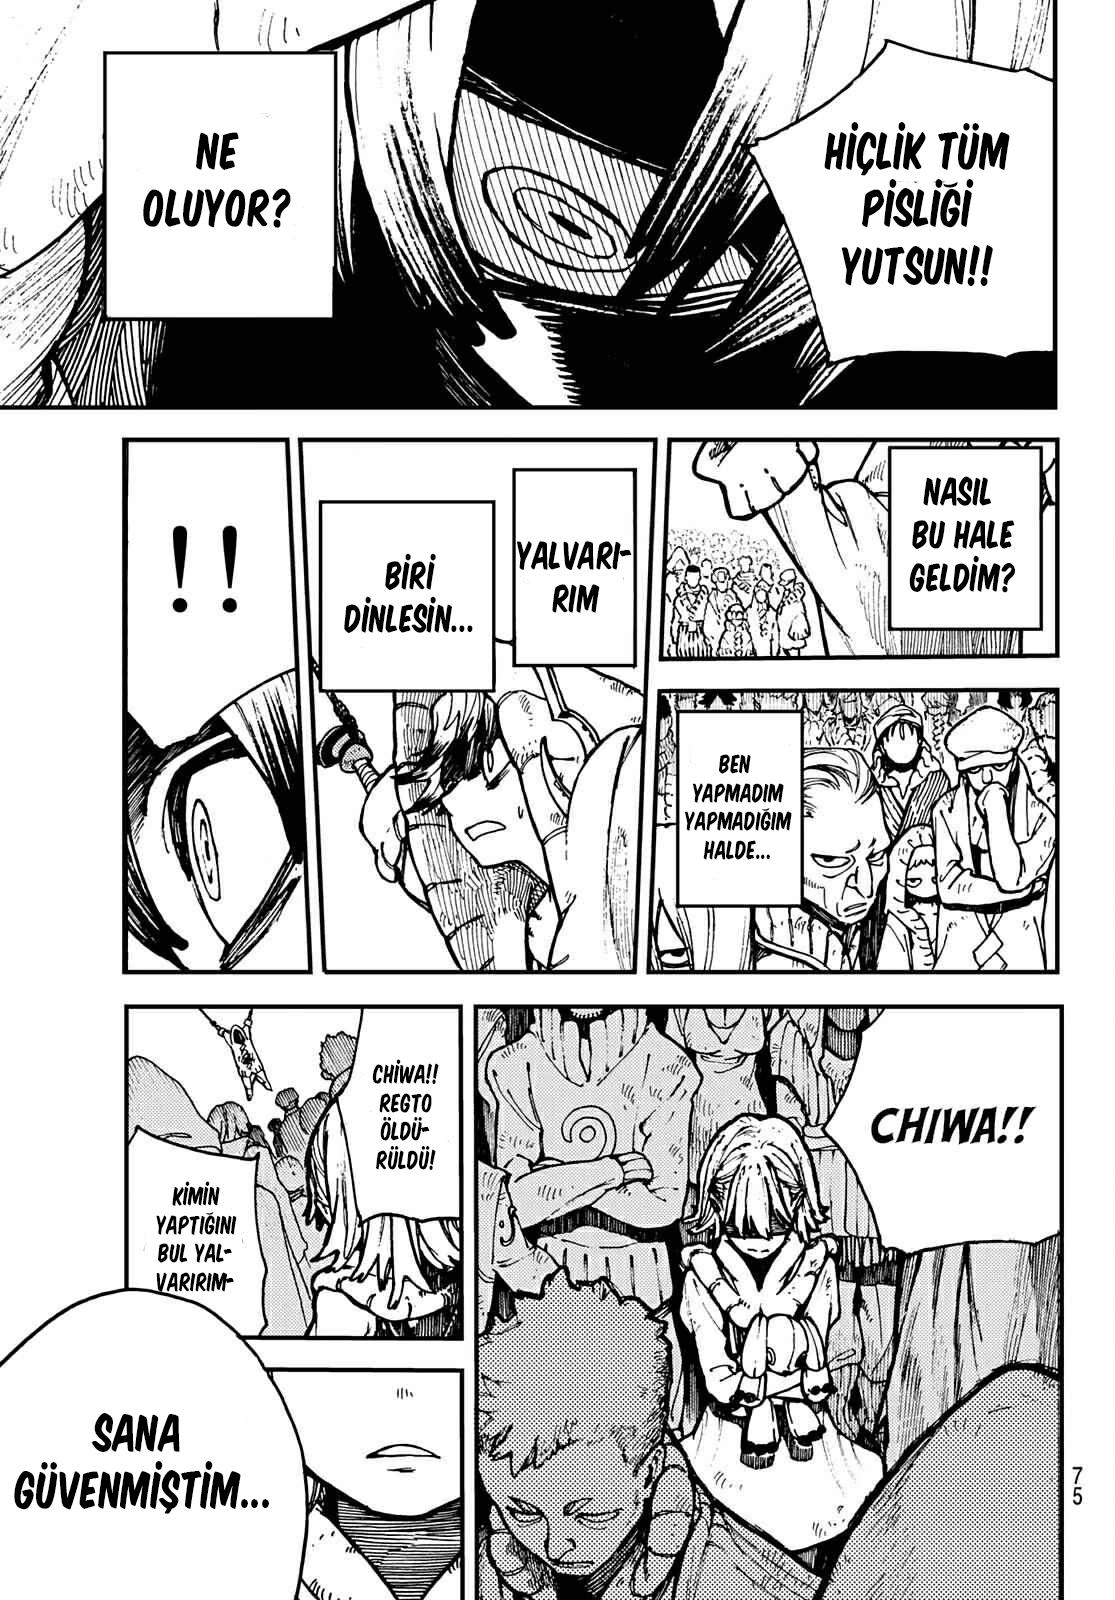 HİÇLİK TÜM
PİSLİĞİ
YUTSUN!!
NE
OLUYOR?
NASIL
BU HALE
GELDİM?
BEN
YAPMADIM
YAPMADIĞIM
HALDE...
YALVARI-
RIM
BİRİ
DİNLESİN...
!!
CHIWA!!
CHIWA!!
REGTO
ÖLDÜ-
RÜLDÜ!
KİMİN
YAPTIĞINI
BUL YAL-
VARIRIM-
SANA
GÜVENMİŞTİM...
75